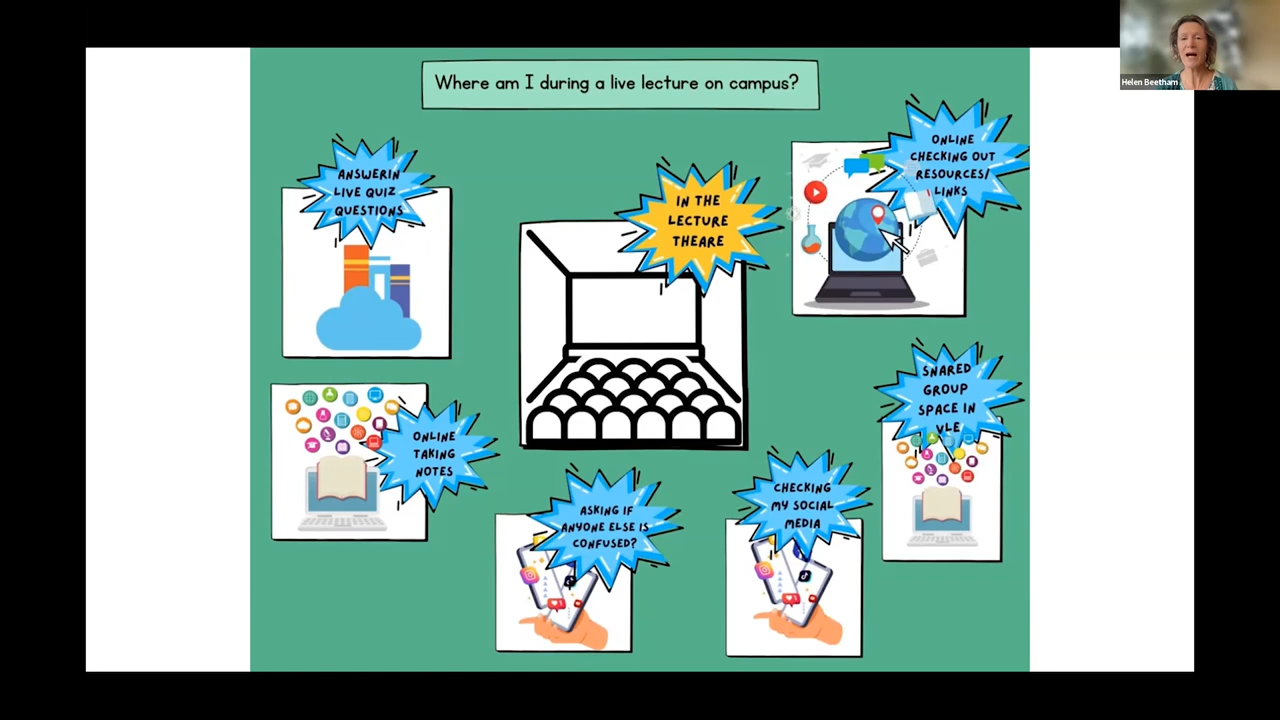 Where am I during a live lecture on campus?
Helen Beetham
ANSWERIN
LIVE QUIZ
QUESTIONS
IN THE
LECTURE
THEARE
ONLINE
CHECKING OUT
RESOURCES/
LINKS
ONLINE
TAKING
NOTES
ASKING IF
ANYONE ELSE IS
CONFUSED?
CHECKING
MY SOCIAL
MEDIA
SNARED
GROUP
SPACE IN
VLE